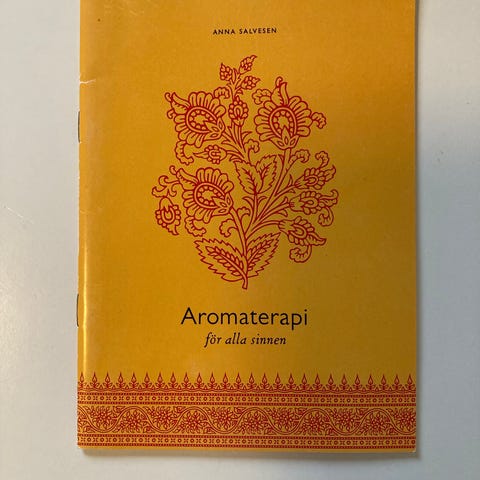 ANNA SALVESEN
Aromaterapi
för alla sinnen